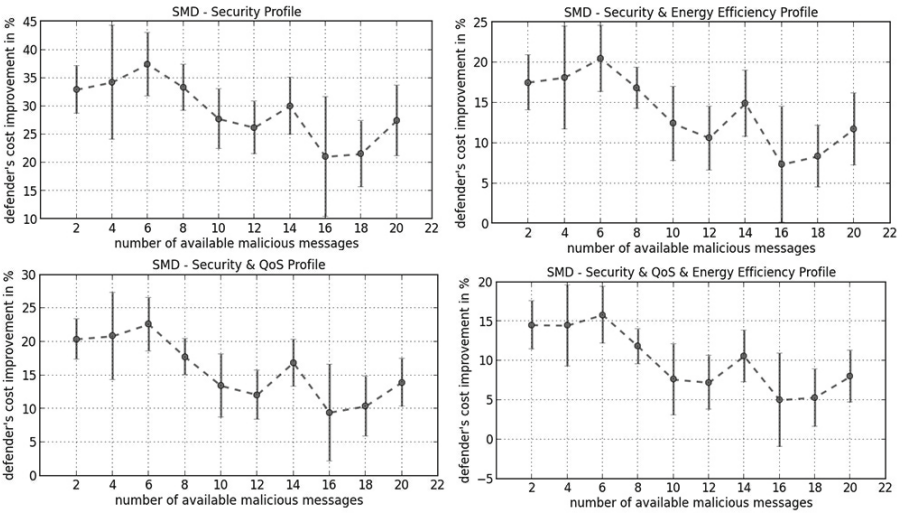 SMD - Security Profile
defender's cost improvement in %
45
40
35
30
25
20
15
10
2 4 6 8 10 12 14 16 18 20 22
number of available malicious messages
SMD - Security & Energy Efficiency Profile
defender's cost improvement in %
25
20
15
10
5
0
2 4 6 8 10 12 14 16 18 20 22
number of available malicious messages
SMD - Security & QoS Profile
defender's cost improvement in %
30
25
20
15
10
5
0
2 4 6 8 10 12 14 16 18 20 22
number of available malicious messages
SMD - Security & QoS & Energy Efficiency Profile
defender's cost improvement in %
20
15
10
5
0
−5
2 4 6 8 10 12 14 16 18 20 22
number of available malicious messages